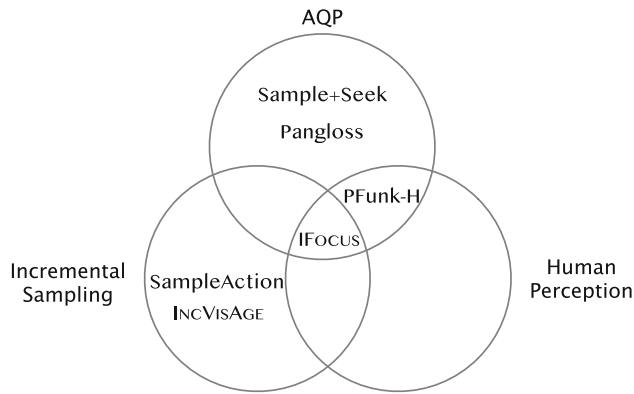 AQP
Sample+Seek
Pangloss
PFunk-H
IFOCUS
Incremental
Sampling
SampleAction
INCVISAGE
Human
Perception